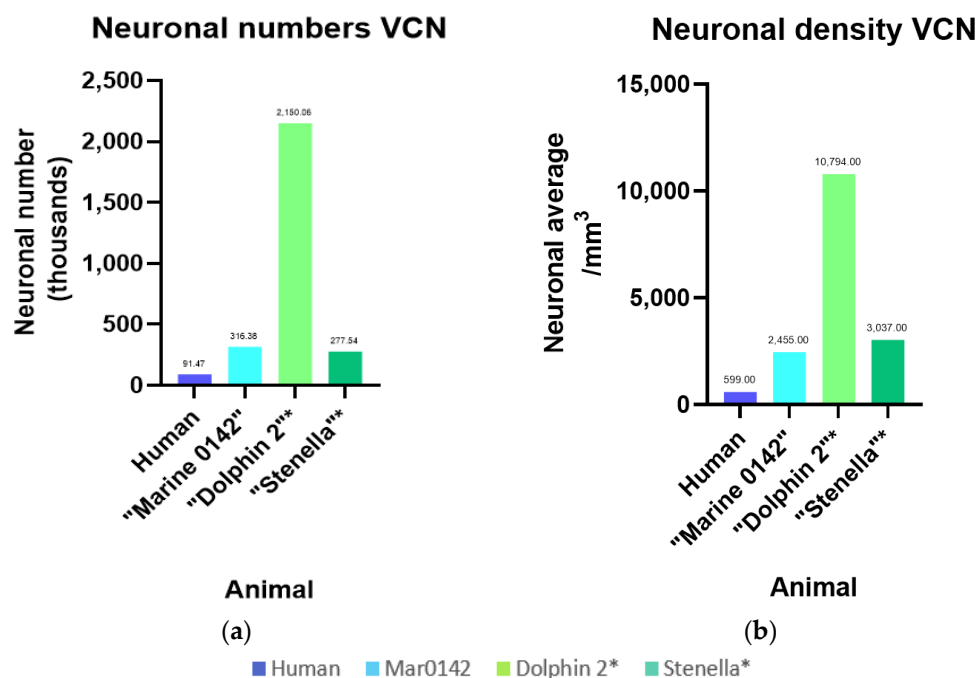 Neuronal numbers VCN
Neuronal number
(thousands)
2,500
2,000
1,500
1,000
500
0
91.47
316.38
2,150.06
277.54
Human
"Marine 0142"
"Dolphin 2"*
"Stenella"*
Animal
(a)
Neuronal density VCN
Neuronal average
/mm³
15,000
10,000
5,000
0
599.00
2,455.00
10,794.00
3,037.00
Human
"Marine 0142"
"Dolphin 2"*
"Stenella"*
Animal
(b)
Human Mar0142 Dolphin 2* Stenella*